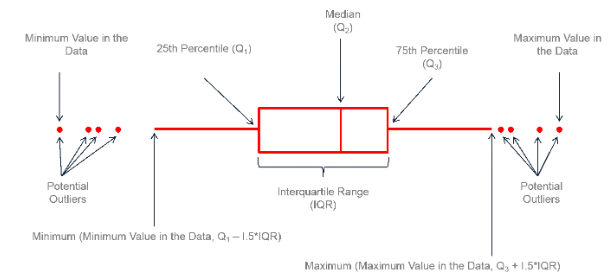 Median
(Q2)
Minimum Value in the
Data
25th Percentile (Q1)
75th Percentile
(Q3)
Maximum Value in
the Data
Potential
Outliers
Interquartile Range
(IQR)
Potential
Outliers
Minimum (Minimum Value in the Data, Q1 – 1.5*IQR)
Maximum (Maximum Value in the Data, Q3 + 1.5*IQR)